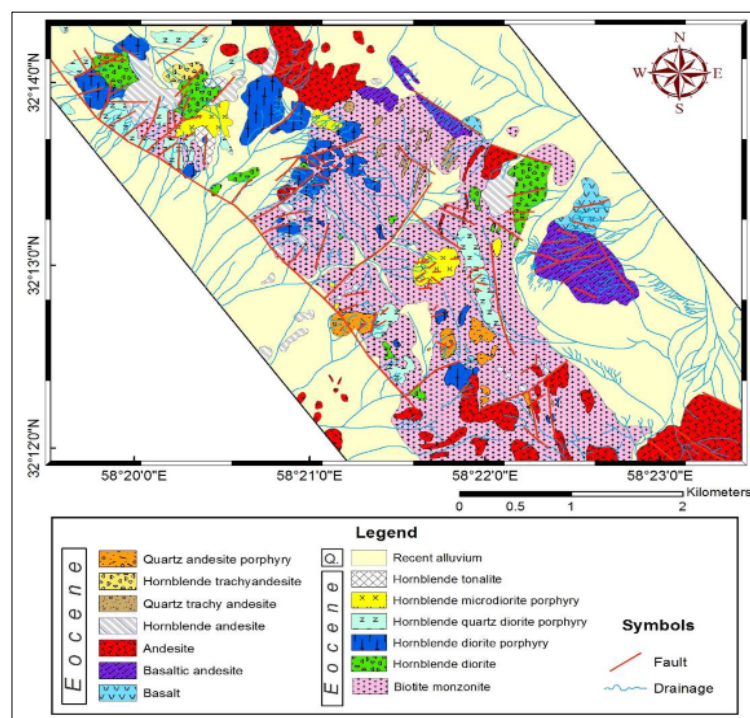 N
W E
S
32°14'0"N
32°13'0"N
32°12'0"N
58°20'0"E 58°21'0"E 58°22'0"E 58°23'0"E
Kilometers
0 0.5 1 2
Legend
Eocene
Quartz andesite porphyry
Hornblende trachyandesite
Quartz trachy andesite
Hornblende andesite
Andesite
Basaltic andesite
Basalt
Q.
Recent alluvium
Eocene
Hornblende tonalite
Hornblende microdiorite porphyry
Hornblende quartz diorite porphyry
Hornblende diorite porphyry
Hornblende diorite
Biotite monzonite
Symbols
Fault
Drainage